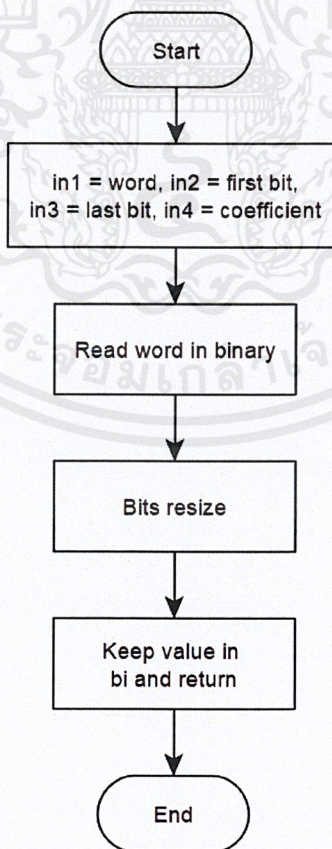 Start
in1 = word, in2 = first bit,
in3 = last bit, in4 = coefficient
Read word in binary
Bits resize
Keep value in
bi and return
End